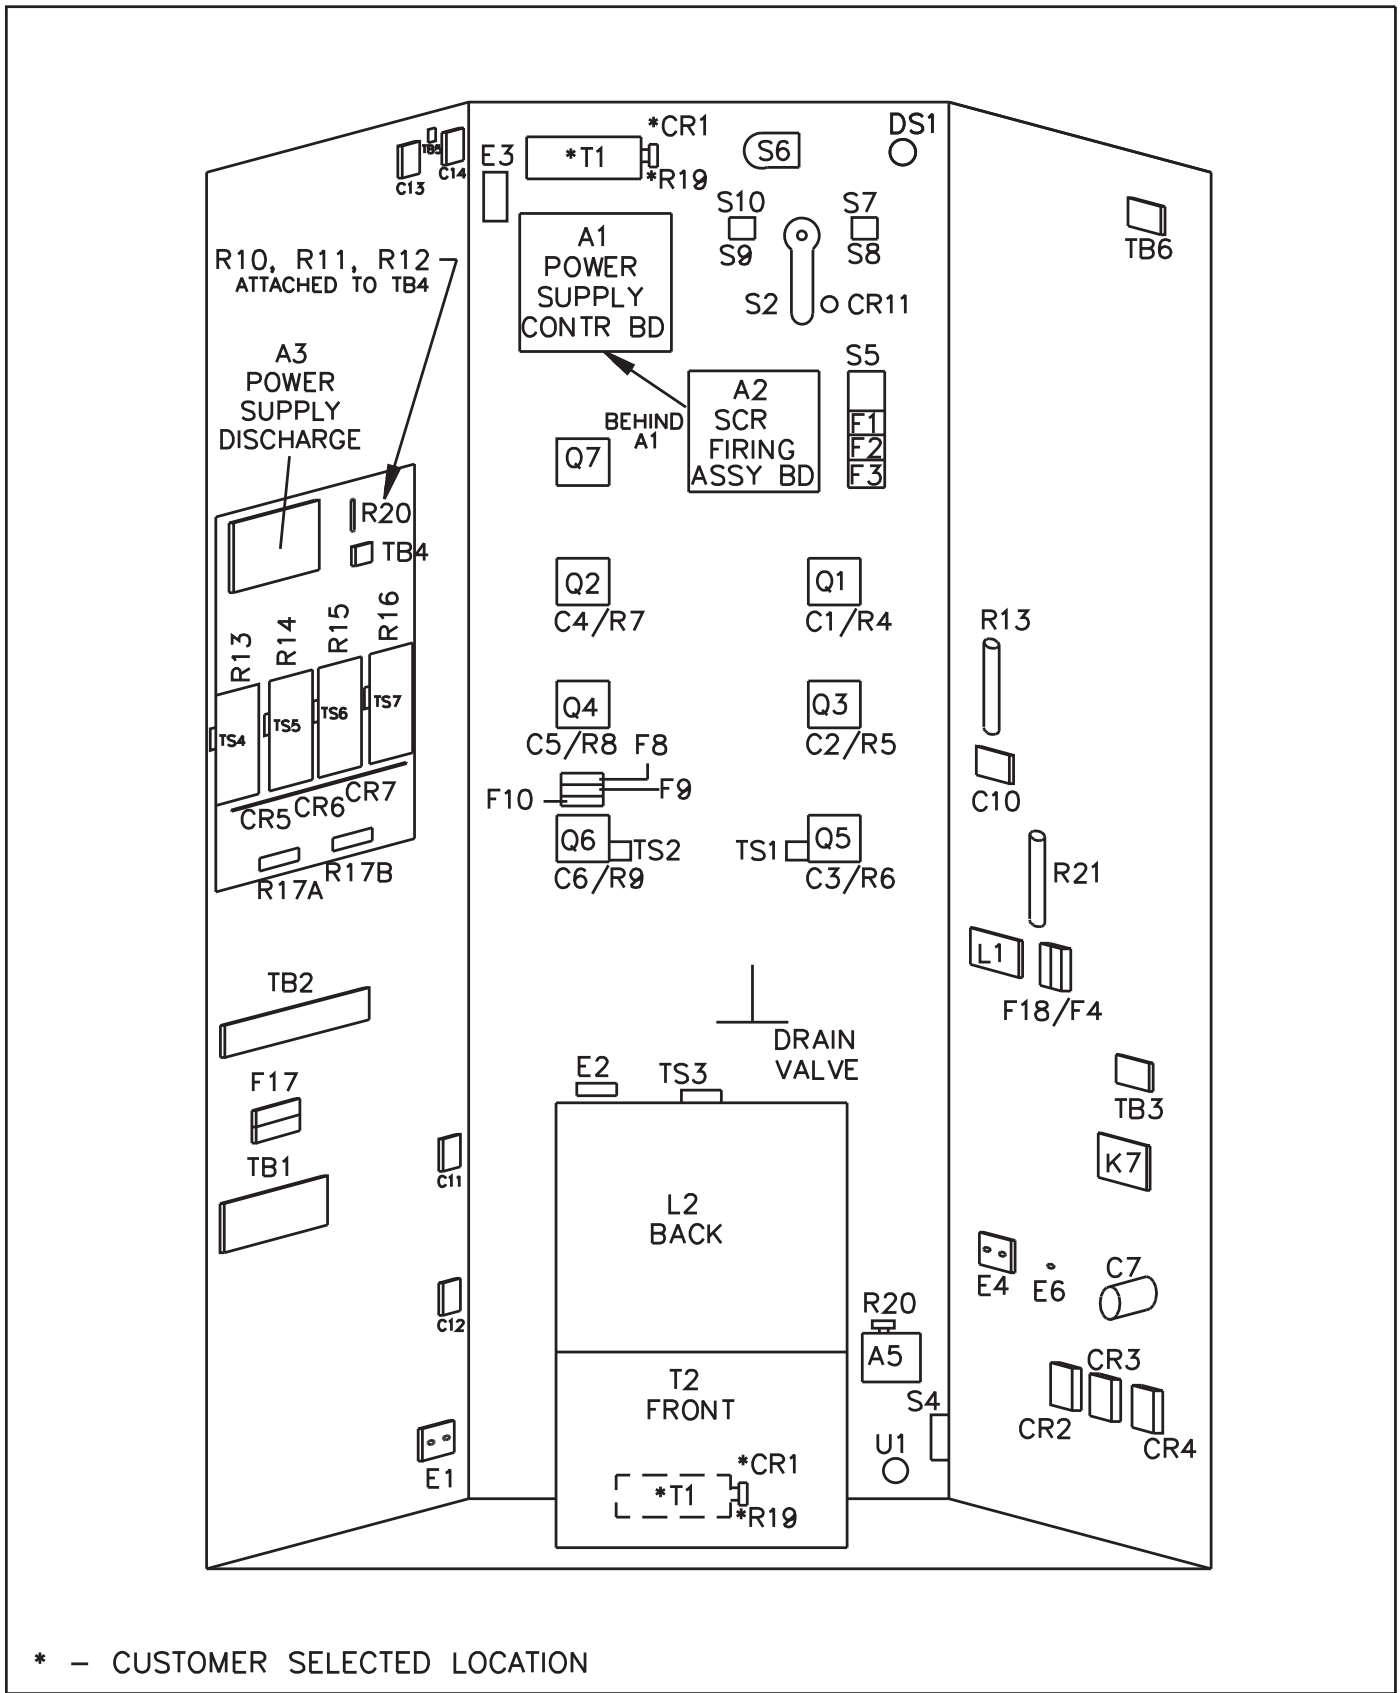 *CR1
DS1
TB5
C13
C14
E3
*T1
*R19
S6
S10
S9
S7
S8
TB6
R10, R11, R12
ATTACHED TO TB4
A1
POWER
SUPPLY
CONTR BD
S2
CR11
A3
POWER
SUPPLY
DISCHARGE
S5
F1
F2
F3
A2
SCR
FIRING
ASSY BD
BEHIND
A1
Q7
R20
TB4
Q2
C4/R7
Q1
C1/R4
R13
R14
R15
R16
R13
TS4
TS5
TS6
TS7
Q4
C5/R8
Q3
C2/R5
F8
F9
F10
C10
CR5
CR6
CR7
R17A
R17B
Q6
TS2
C6/R9
TS1
Q5
C3/R6
R21
L1
F18/F4
TB2
DRAIN
VALVE
E2
TS3
F17
TB3
TB1
C11
K7
L2
BACK
E4
E6
C7
C12
R20
A5
T2
FRONT
CR3
CR2
CR4
S4
U1
E1
*CR1
*T1
*R19
* - CUSTOMER SELECTED LOCATION